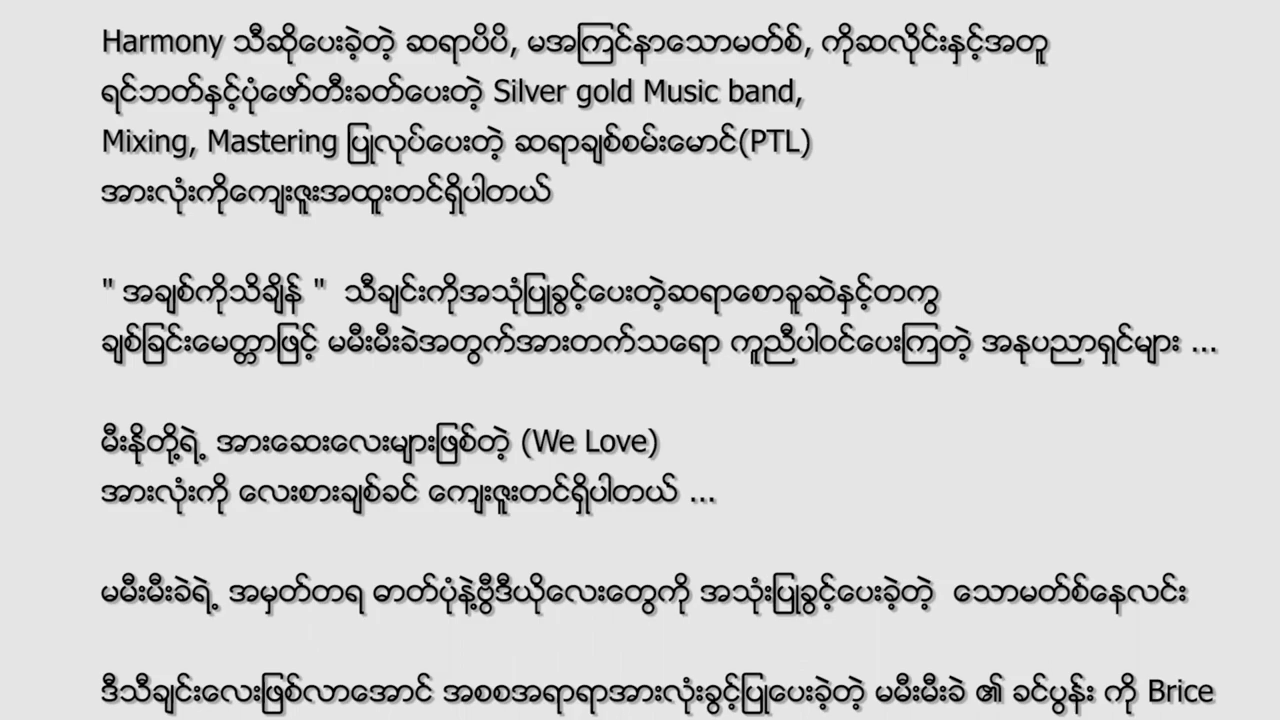 Harmony သီဆိုပေးခဲ့တဲ့ ဆရာပိပိ, မအကြင်နာသောမတ်စ်, ကိုဆလိုင်းနှင့်အတူ
ရင်ဘတ်နှင့်ပုံဖော်တီးခတ်ပေးတဲ့ Silver gold Music band,
Mixing, Mastering ပြုလုပ်ပေးတဲ့ ဆရာချစ်စမ်းမောင်(PTL)
အားလုံးကိုကျေးဇူးအထူးတင်ရှိပါတယ်
" အချစ်ကိုသိချိန် " သီချင်းကိုအသုံပြုခွင့်ပေးတဲ့ဆရာစောခူဆဲနှင့်တကွ
ချစ်ခြင်းမေတ္တာဖြင့် မမီးမီးခဲအတွက်အားတက်သရော ကူညီပါဝင်ပေးကြတဲ့ အနုပညာရှင်များ ...
မီးနိုတို့ရဲ့ အားဆေးလေးများဖြစ်တဲ့ (We Love)
အားလုံးကို လေးစားချစ်ခင် ကျေးဇူးတင်ရှိပါတယ် ...
မမီးမီးခဲရဲ့ အမှတ်တရ ဓာတ်ပုံနဲ့ဗွီဒီယိုလေးတွေကို အသုံးပြုခွင့်ပေးခဲ့တဲ့ သောမတ်စ်နေလင်း
ဒီသီချင်းလေးဖြစ်လာအောင် အစစအရာရာအားလုံးခွင့်ပြုပေးခဲ့တဲ့ မမီးမီးခဲ ၏ ခင်ပွန်း ကို Brice